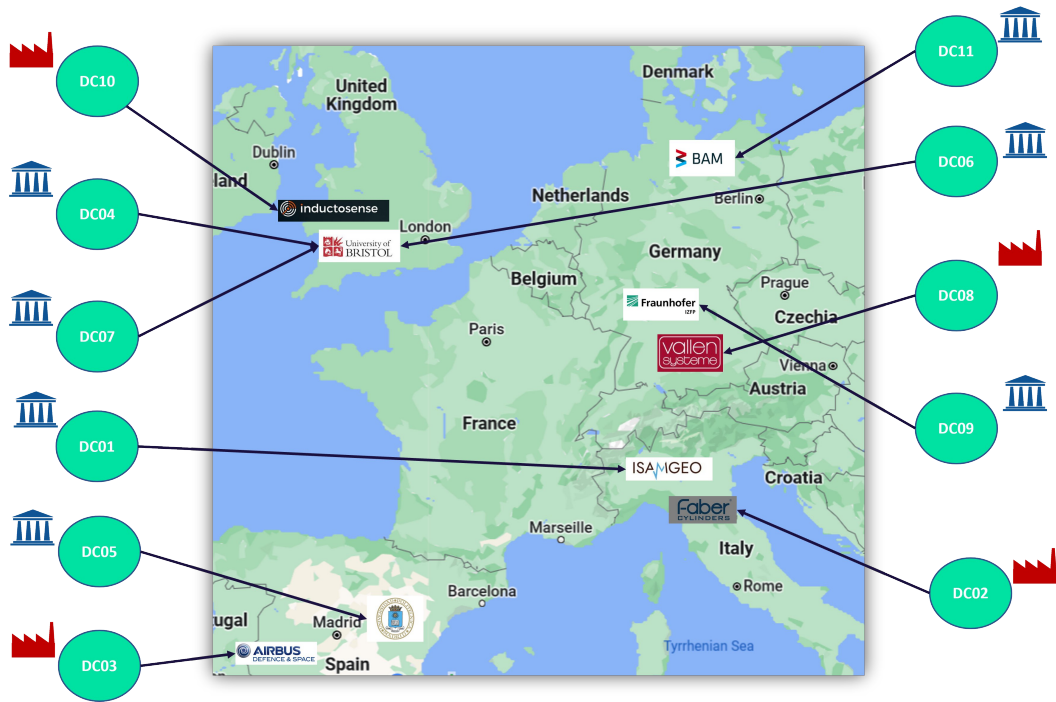 DC10
DC04
DC07
DC01
DC05
DC03
United
Kingdom
Dublin
land
inductosense
London
University of
BRISTOL
Denmark
BAM
Netherlands
Berlin
Germany
Belgium
Prague
Fraunhofer
IZFP
Czechia
Paris
vallen
systeme
Vienna
Austria
France
ISAMGEO
Croatia
Faber
CYLINDERS
Marseille
Italy
Barcelona
Rome
ugal
Madrid
Tyrrhenian Sea
AIRBUS
DEFENCE & SPACE
Spain
DC11
DC06
DC08
DC09
DC02